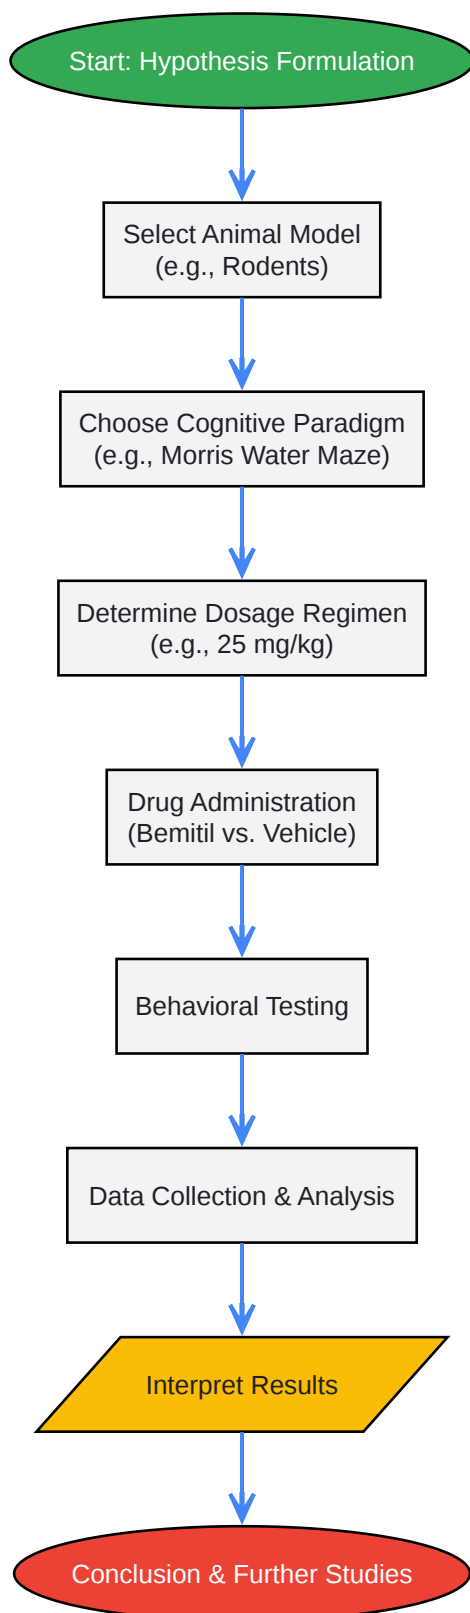 Start: Hypothesis Formulation
Select Animal Model
(e.g., Rodents)
Choose Cognitive Paradigm
(e.g., Morris Water Maze)
Determine Dosage Regimen
(e.g., 25 mg/kg)
Drug Administration
(Bemitil vs. Vehicle)
Behavioral Testing
Data Collection & Analysis
Interpret Results
Conclusion & Further Studies